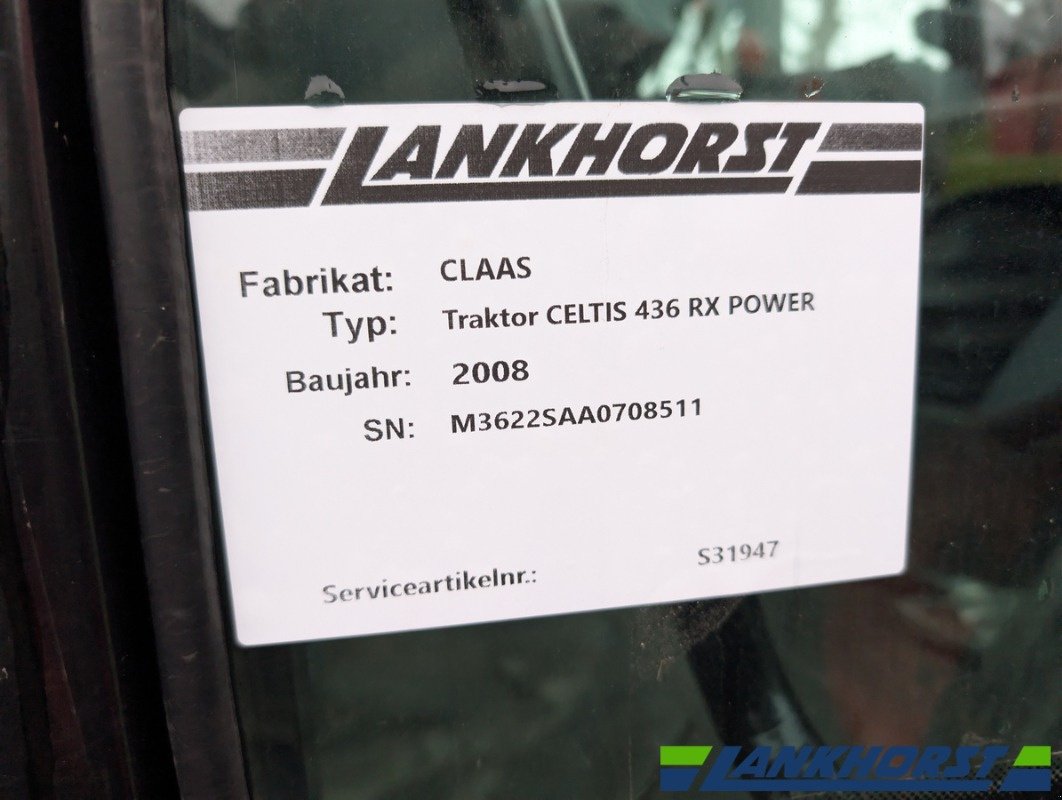 LANKHORST
Fabrikat: CLAAS
Typ: Traktor CELTIS 436 RX POWER
Baujahr: 2008
SN: M3622SAA0708511
Serviceartikelnr.: S31947
LANKHORST